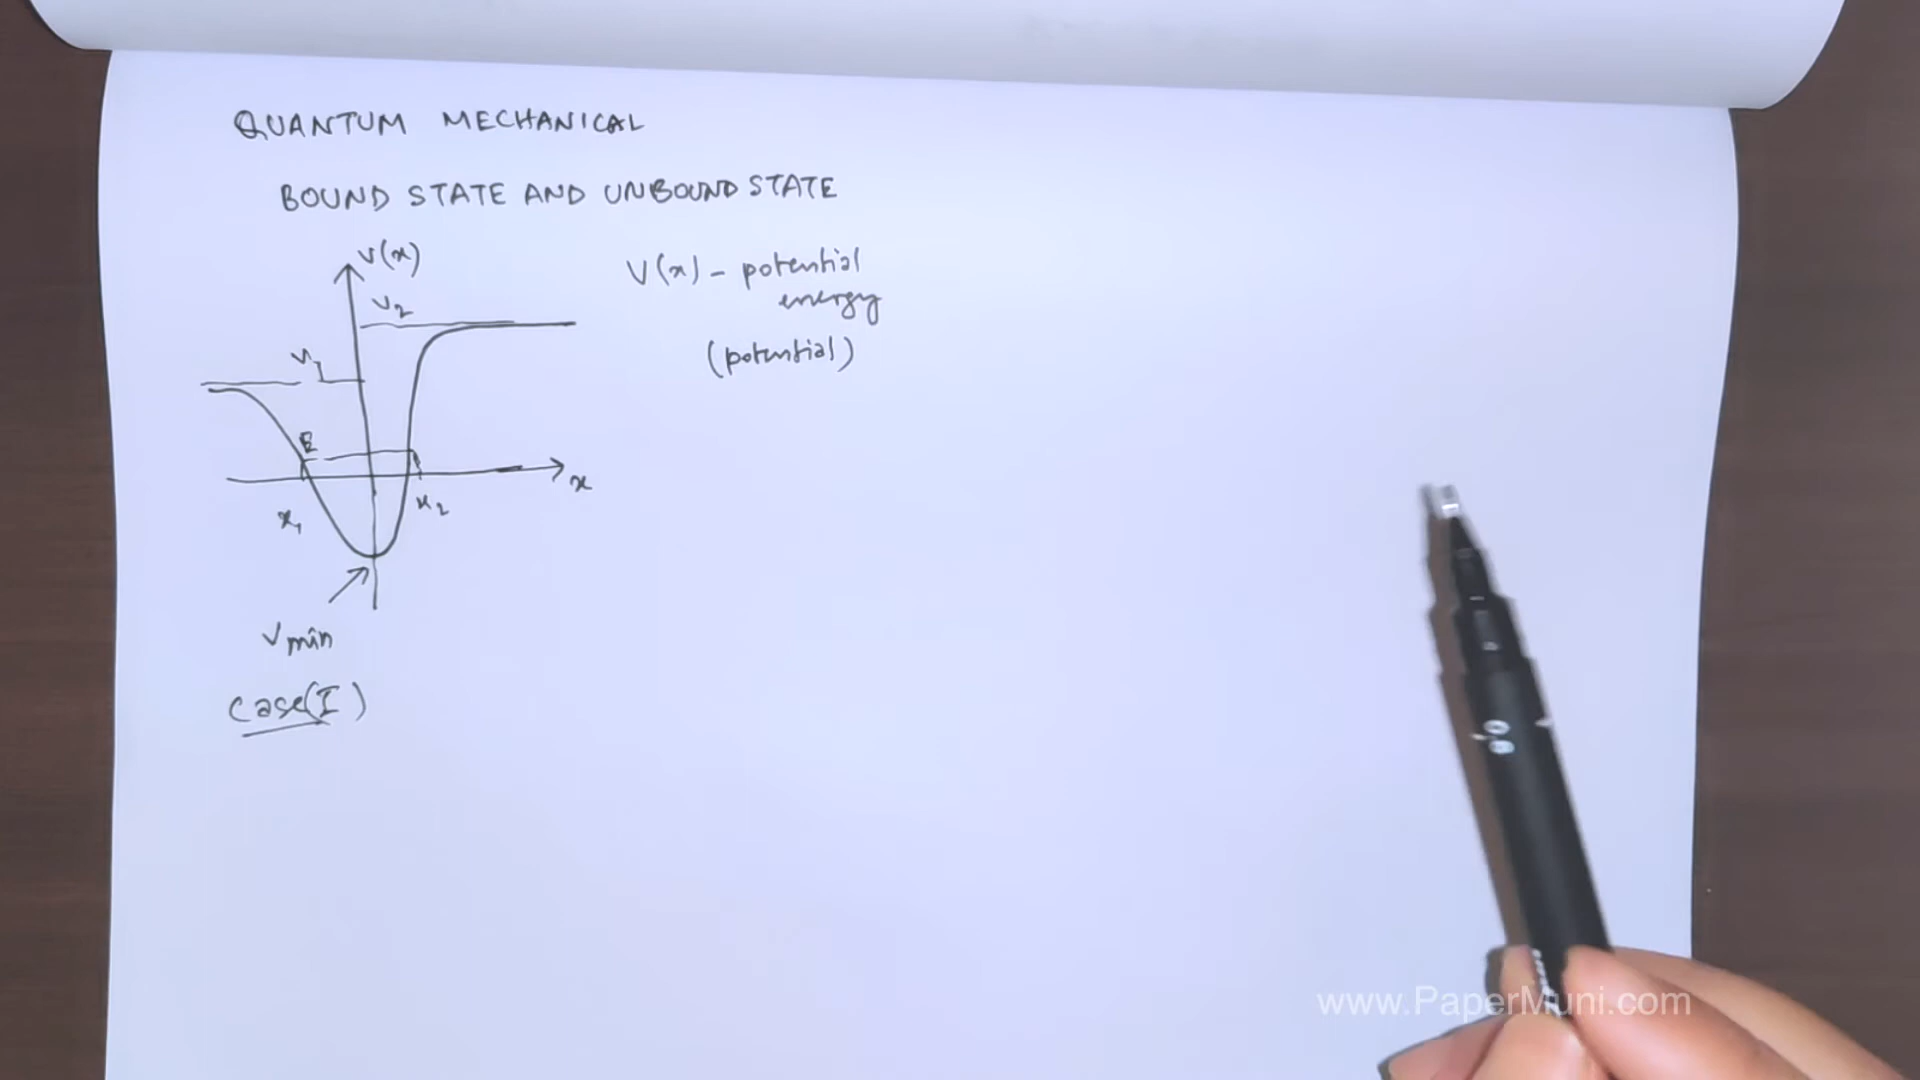 QUANTUM MECHANICAL
BOUND STATE AND UNBOUND STATE
V(x)
V(x) - potential
energy
V2
V1
(potential)
E
x
x1
x2
Vmin
Case(I)
08
www.PaperMuni.com